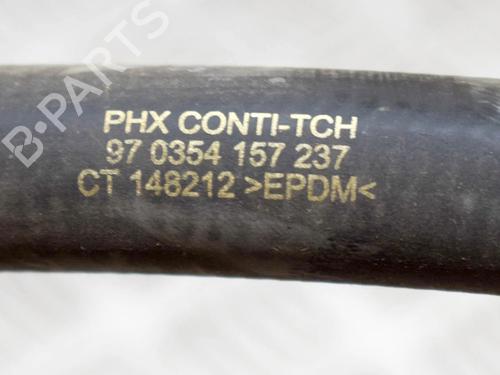 B-PARTS
PHX CONTI-TCH
97 0354 157 237
CT 148212 >EPDM<